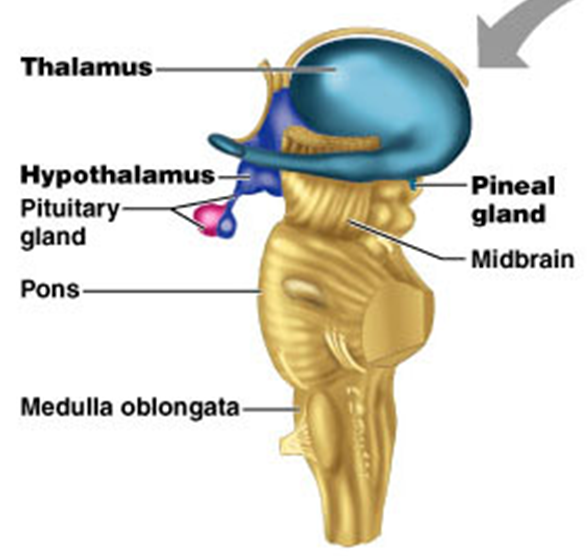 Thalamus
Hypothalamus
Pituitary
gland
Pineal
gland
Midbrain
Pons
Medulla oblongata